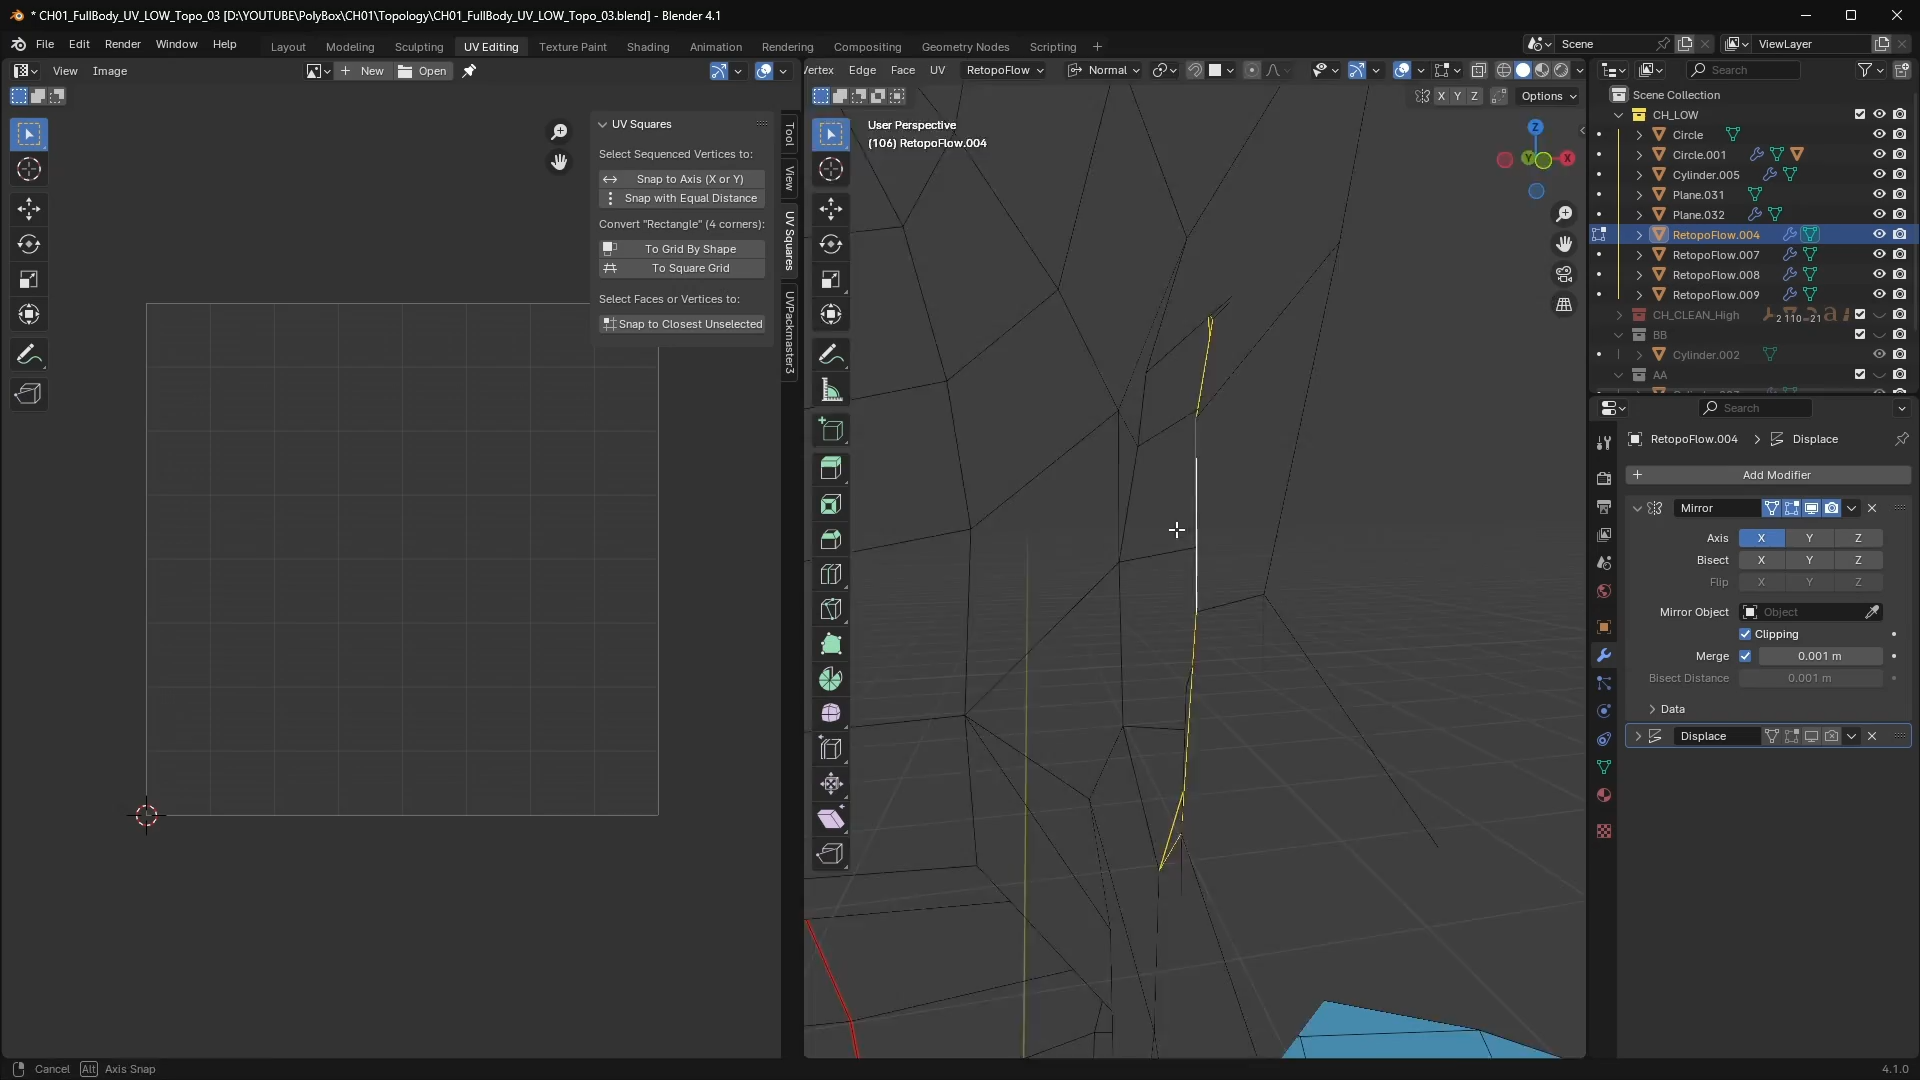 * CH01_FullBody_UV_LOW_Topo_03 [D:\YOUTUBE\PolyBox\CH01\Topology\CH01_FullBody_UV_LOW_Topo_03.blend] - Blender 4.1
File Edit Render Window Help
Layout Modeling Sculpting UV Editing Texture Paint Shading Animation Rendering Compositing Geometry Nodes Scripting +
Scene
ViewLayer
View Image
New
Open
Vertex Edge Face UV RetopoFlow
Normal
Search
X Y Z
Options
UV Squares
Select Sequenced Vertices to:
Snap to Axis (X or Y)
Snap with Equal Distance
Convert "Rectangle" (4 corners):
To Grid By Shape
To Square Grid
Select Faces or Vertices to:
Snap to Closest Unselected
Tool
View
UV Squares
UVPackmaster3
User Perspective
(106) RetopoFlow.004
Z
Y
X
Scene Collection
CH_LOW
Circle
Circle.001
Cylinder.005
Plane.031
Plane.032
RetopoFlow.004
RetopoFlow.007
RetopoFlow.008
RetopoFlow.009
CH_CLEAN_High
2 110 21
BB
Cylinder.002
AA
Search
RetopoFlow.004 > Displace
+ Add Modifier
Mirror
Axis X Y Z
Bisect X Y Z
Flip X Y Z
Mirror Object Object
Clipping
Merge 0.001 m
Bisect Distance 0.001 m
Data
Displace
Cancel Alt Axis Snap
4.1.0